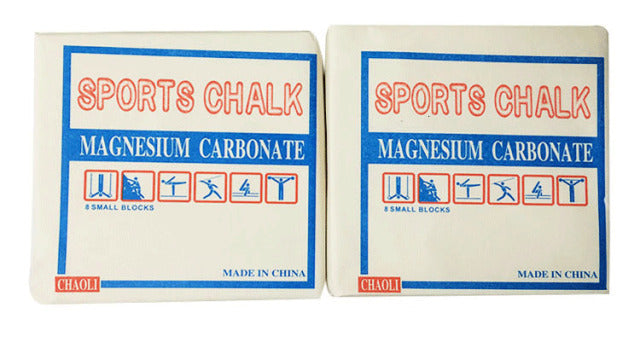 SPORTS CHALK
MAGNESIUM CARBONATE
8 SMALL BLOCKS
MADE IN CHINA
CHAOLI
SPORTS CHALK
MAGNESIUM CARBONATE
8 SMALL BLOCKS
MADE IN CHINA
CHAOLI